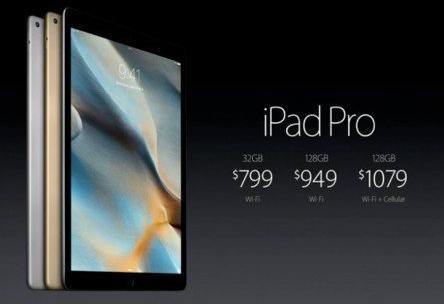 9:41
iPad Pro
32GB 128GB 128GB
$799 $949 $1079
Wi-Fi Wi-Fi Wi-Fi + Cellular